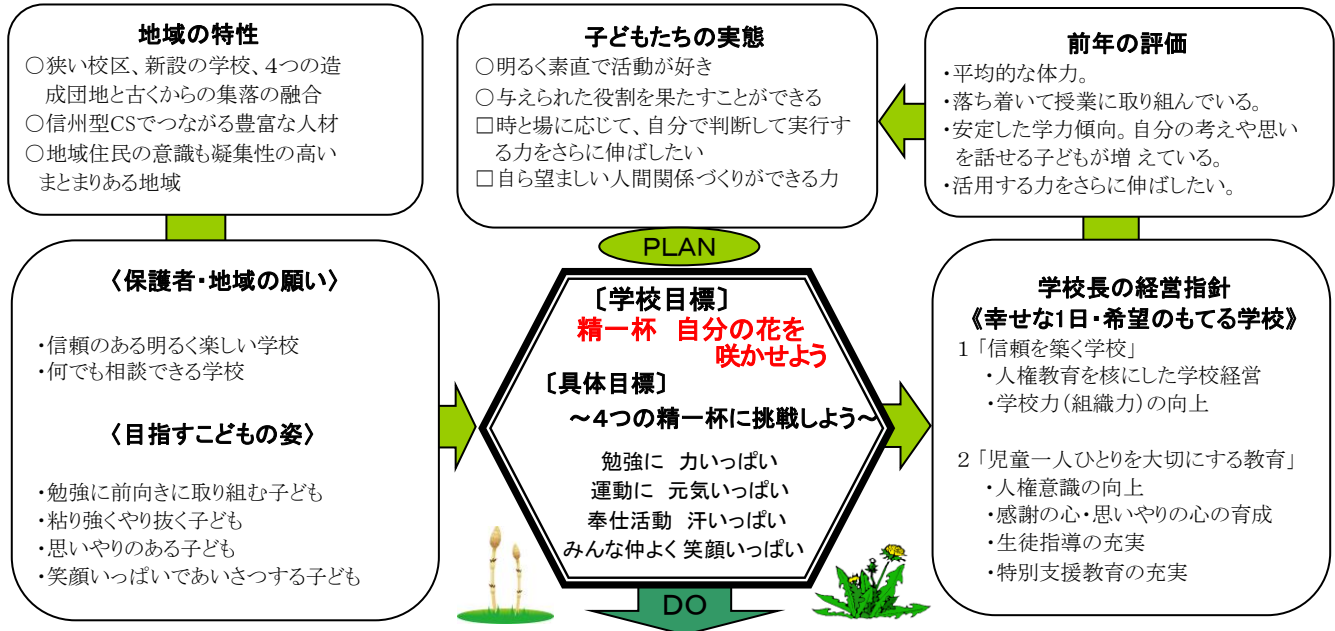 地域の特性
○狭い校区、新設の学校、4つの造
成団地と古くからの集落の融合
○信州型CSでつながる豊富な人材
○地域住民の意識も凝集性の高い
まとまりある地域
子どもたちの実態
○明るく素直で活動が好き
○与えられた役割を果たすことができる
□時と場に応じて、自分で判断して実行す
る力をさらに伸ばしたい
□自ら望ましい人間関係づくりができる力
前年の評価
・平均的な体力。
・落ち着いて授業に取り組んでいる。
・安定した学力傾向。自分の考えや思い
を話せる子どもが増 えている。
・活用する力をさらに伸ばしたい。
〈保護者・地域の願い〉
・信頼のある明るく楽しい学校
・何でも相談できる学校
〈目指すこどもの姿〉
・勉強に前向きに取り組む子ども
・粘り強くやり抜く子ども
・思いやりのある子ども
・笑顔いっぱいであいさつする子ども
PLAN
〔学校目標〕
精一杯 自分の花を
咲かせよう
〔具体目標〕
～4つの精一杯に挑戦しよう～
勉強に 力いっぱい
運動に 元気いっぱい
奉仕活動 汗いっぱい
みんな仲よく 笑顔いっぱい
DO
学校長の経営指針
《幸せな1日・希望のもてる学校》
1 「信頼を築く学校」
・人権教育を核にした学校経営
・学校力(組織力)の向上
2 「児童一人ひとりを大切にする教育」
・人権意識の向上
・感謝の心・思いやりの心の育成
・生徒指導の充実
・特別支援教育の充実